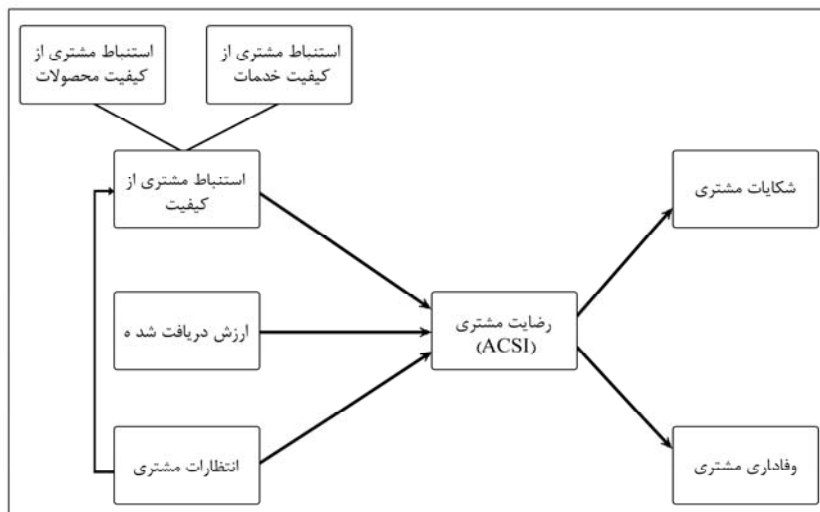 استنباط مشتری از
کیفیت خدمات
استنباط مشتری از
کیفیت محصولات
استنباط مشتری از
کیفیت
شکایات مشتری
ارزش دریافت شد ه
رضایت مشتری
(ACSI)
انتظارات مشتری
وفاداری مشتری